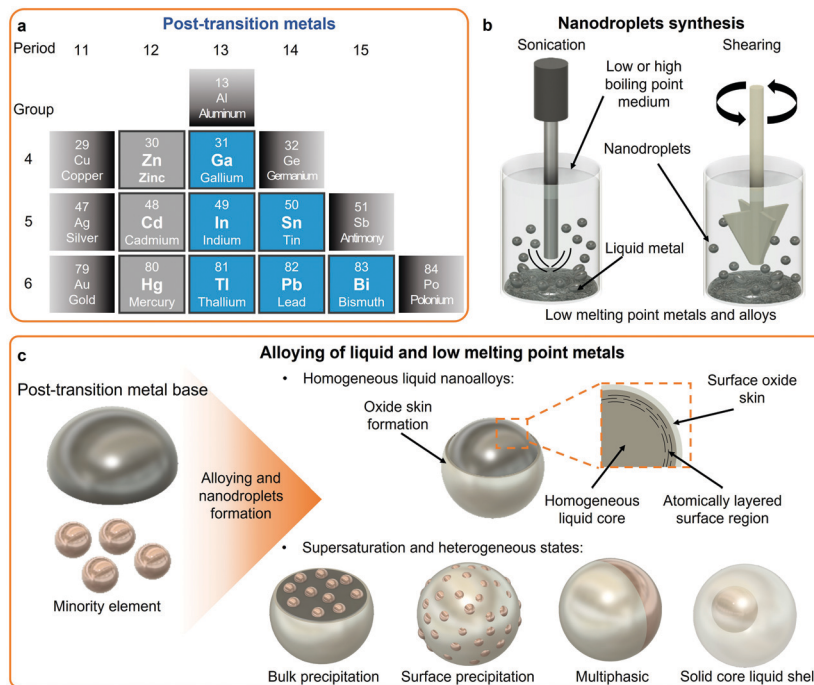 a
Post-transition metals
Period 11 12 13 14 15
Group
13
Al
Aluminum
4
29
Cu
Copper
30
Zn
Zinc
31
Ga
Gallium
32
Ge
Germanium
5
47
Ag
Silver
48
Cd
Cadmium
49
In
Indium
50
Sn
Tin
51
Sb
Antimony
6
79
Au
Gold
80
Hg
Mercury
81
Tl
Thallium
82
Pb
Lead
83
Bi
Bismuth
84
Po
Polonium
b
Nanodroplets synthesis
Sonication
Shearing
Low or high
boiling point
medium
Nanodroplets
Liquid metal
Low melting point metals and alloys
c
Alloying of liquid and low melting point metals
Post-transition metal base
Minority element
Alloying and
nanodroplets
formation
• Homogeneous liquid nanoalloys:
Oxide skin
formation
Surface oxide
skin
Homogeneous
liquid core
Atomically layered
surface region
• Supersaturation and heterogeneous states:
Bulk precipitation
Surface precipitation
Multiphasic
Solid core liquid shel